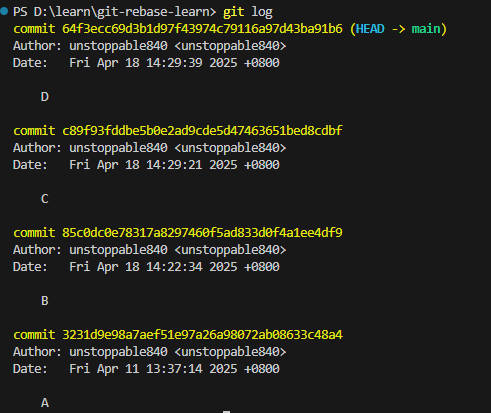 PS D:\learn\git-rebase-learn> git log
commit 64f3ecc69d3b1d97f43974c79116a97d43ba91b6 (HEAD -> main)
Author: unstoppable840 <unstoppable840>
Date:   Fri Apr 18 14:29:39 2025 +0800
D
commit c89f93fddbe5b0e2ad9cde5d47463651bed8cdbf
Author: unstoppable840 <unstoppable840>
Date:   Fri Apr 18 14:29:21 2025 +0800
C
commit 85c0dc0e78317a8297460f5ad833d0f4a1ee4df9
Author: unstoppable840 <unstoppable840>
Date:   Fri Apr 18 14:22:34 2025 +0800
B
commit 3231d9e98a7aef51e97a26a98072ab08633c48a4
Author: unstoppable840 <unstoppable840>
Date:   Fri Apr 11 13:37:14 2025 +0800
A